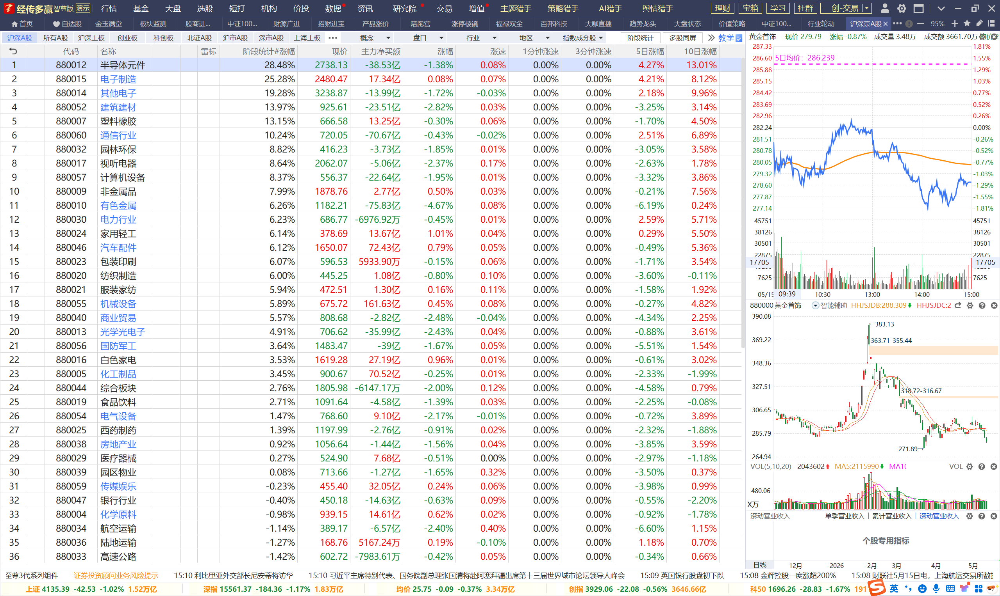 经传多赢 智尊版 演示 行情 基金 大盘 选股 短打 机构 价投 数据 资讯 研究院 交易 增值 主题猎手 策略猎手 AI猎手 舆情猎手 理财 宝箱 学习 社群 一创-交易
首页 自选股 金玉满堂 板块监测 股商进... 中证100... 财源广进 招财进宝 产品涨价 陪跑营 涨停棱镜 福禄双全 百邦科技 大咖直播 趋势龙头 大盘状态 价值策略 中证100... 行业轮动 沪深京A股 95%
沪深A股 所有A股 沪深主板 创业板 科创板 北证A股 沪市A股 深市A股 上海主板 ... 概念 盘口 行业 地区 指数成分股 阶段统计 多股同屏 教学
代码 名称 雷标 阶段统计#涨幅 现价 主力净买额 涨幅 涨速 1分钟涨速 3分钟涨速 5日涨幅 10日涨幅
1 880012 半导体元件 28.48% 2738.13 -38.53亿 -1.38% 0.08% 0.00% 0.00% 4.27% 13.01%
2 880015 电子制造 25.28% 2480.47 17.34亿 0.08% 0.07% 0.00% 0.00% 4.21% 8.12%
3 880014 其他电子 19.28% 3238.87 -13.99亿 -1.72% -0.03% 0.00% 0.00% 2.18% 9.96%
4 880052 建筑建材 13.97% 925.61 -23.51亿 -2.82% 0.03% 0.00% 0.00% -3.25% 3.14%
5 880007 塑料橡胶 13.15% 666.58 13.25亿 -0.30% 0.06% 0.00% 0.00% -1.70% 4.50%
6 880060 通信行业 10.24% 720.05 -70.67亿 -0.43% -0.02% 0.00% 0.00% 2.51% 6.89%
7 880032 园林环保 8.82% 416.23 -3.73亿 -1.85% 0.01% 0.00% 0.00% -3.05% 3.58%
8 880017 视听电器 8.64% 2062.07 -5.06亿 -2.37% 0.17% 0.00% 0.00% -2.63% 1.78%
9 880057 计算机设备 8.37% 556.37 -22.64亿 -1.95% 0.01% 0.00% 0.00% -3.32% 3.86%
10 880009 非金属品 7.99% 1878.76 2.77亿 0.50% 0.03% 0.00% 0.00% -0.21% 7.56%
11 880010 有色金属 6.26% 1182.21 -75.83亿 -4.67% 0.08% 0.00% 0.00% -6.19% 0.24%
12 880030 电力行业 6.23% 686.77 -6976.92万 -0.45% 0.01% 0.00% 0.00% 2.59% 5.71%
13 880024 家用轻工 6.14% 378.69 13.67亿 1.01% 0.04% 0.00% 0.00% 0.29% 5.50%
14 880046 汽车配件 6.12% 1650.07 72.43亿 0.79% 0.05% 0.00% 0.00% -0.49% 5.36%
15 880023 包装印刷 6.07% 596.53 5933.90万 -0.15% 0.06% 0.00% 0.00% -1.71% 3.54%
16 880020 纺织制造 6.00% 445.25 1.08亿 -0.80% 0.10% 0.00% 0.00% -3.60% -0.11%
17 880021 服装家纺 5.94% 472.51 1.30亿 0.16% 0.11% 0.00% 0.00% -1.58% 1.92%
18 880055 机械设备 5.89% 675.72 161.63亿 0.45% 0.08% 0.00% 0.00% -0.27% 4.82%
19 880040 商业贸易 5.57% 808.68 -2.82亿 -2.48% -0.04% 0.00% 0.00% -4.34% 2.25%
20 880013 光学光电子 4.91% 706.62 -35.99亿 -2.43% 0.04% 0.00% 0.00% -0.88% 3.61%
21 880056 国防军工 3.64% 1483.47 -39亿 -1.67% 0.05% 0.00% 0.00% -5.51% 1.54%
22 880016 白色家电 3.53% 1619.28 27.19亿 0.96% 0.01% 0.00% 0.00% -0.61% 3.02%
23 880005 化工制品 3.45% 900.67 70.52亿 -0.25% 0.01% 0.00% 0.00% -2.33% -1.99%
24 880044 综合板块 2.76% 1805.98 -6147.17万 -2.00% 0.12% 0.00% 0.00% -4.58% 0.79%
25 880019 食品饮料 2.71% 1091.64 -4.58亿 -1.39% 0.03% 0.00% 0.00% -2.25% -0.08%
26 880054 电气设备 1.47% 768.60 9.10亿 -2.17% -0.01% 0.00% 0.00% -0.72% 3.89%
27 880025 西药制药 1.39% 1197.99 -2.76亿 -0.91% 0.02% 0.00% 0.00% -2.32% -1.88%
28 880038 房地产业 0.92% 1056.64 -1.44亿 -1.56% 0.04% 0.00% 0.00% -3.85% 3.59%
29 880029 医疗器械 0.27% 524.90 7.68亿 -0.51% 0.00% 0.00% 0.00% -2.97% -1.18%
30 880039 园区物业 0.08% 713.66 -1.27亿 -1.65% 0.32% 0.00% 0.00% -3.50% 0.37%
31 880059 传媒娱乐 -0.23% 455.40 32.05亿 0.24% 0.06% 0.00% 0.00% -3.98% 0.99%
32 880047 银行行业 -0.40% 450.18 -14.63亿 -0.63% 0.09% 0.00% 0.00% -0.55% -2.20%
33 880004 化学原料 -0.98% 939.15 14.61亿 0.62% 0.02% 0.00% 0.00% -0.92% -1.78%
34 880034 航空运输 -1.14% 389.17 -6.57亿 -2.40% 0.40% 0.00% 0.00% -6.60% 1.15%
35 880036 陆地运输 -1.27% 168.76 5167.24万 0.19% -0.10% 0.00% 0.00% 1.18% 0.70%
36 880033 高速公路 -1.42% 602.72 -7983.61万 -0.42% 0.05% 0.00% 0.00% -0.34% 0.66%
黄金首饰 现价 279.79 涨幅 -0.87% 成交量 3.48万 成交额 3661.70万
287.33 1.81%
286.60 5日均价：286.239 1.55%
285.88 1.29%
285.15 1.03%
284.42 0.77%
283.69 0.52%
282.96 0.26%
282.24 0.00%
281.51 -0.26%
280.78 -0.52%
280.05 -0.77%
279.32 -1.03%
278.60 -1.29%
277.87 -1.55%
277.14 -1.81%
45751 45751
38126 38126
30501 30501
22875 22875
17705 17705
7625 7625
05/15 09:39 10:30 13:00 14:00 15:00
880000 黄金首饰 智能辅助 HHJSJDB:288.309 HHJSJDC:2
390.08
383.13
369.22 363.71-355.44
348.36
327.51 318.72-316.67
306.65
285.79
271.89
264.94
VOL(5,10,20) 2043602 MA5:2115990 MA10 VOL
480.06
X万
滚动营业收入 单季营业收入 累计营业收入 滚动营业收入
个股专用指标
日线 12月 2026 2月 3月 4月 5月
至尊3代系列组件 证券投资顾问业务风险提示 15:10 利比里亚外交部长尼安蒂将访华 15:10 习近平主席特别代表、国务院副总理张国清将赴阿塞拜疆出席第十三届世界城市论坛领导人峰会 15:09 英国银行股盘初下跌 15:08 金辉控股一度涨超200% 15:08 财联社5月15日电，上海航运交易所数据
上证 4135.39 -42.53 -1.02% 1.52万亿 深指 15561.37 -184.36 -1.17% 1.83万亿 均价 25.75 -0.09 -0.37% 3.34万亿 创指 3929.06 -22.08 -0.56% 3646.66亿 科50 1696.26 -28.83 -1.67% 191 英